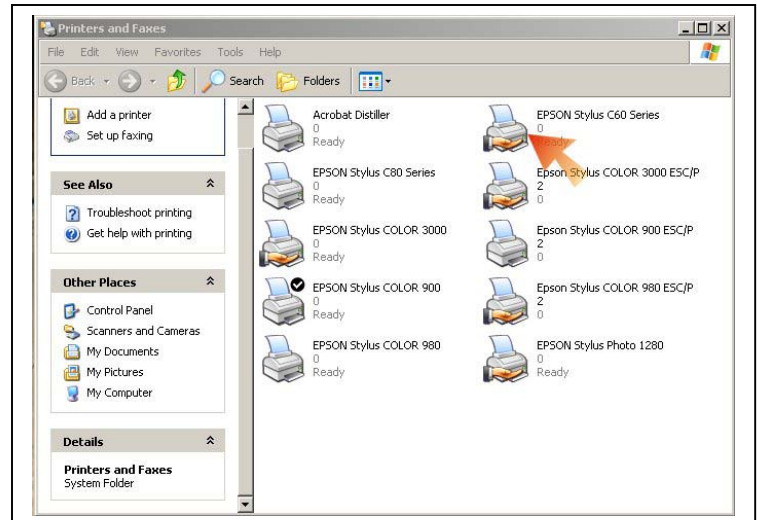 Printers and Faxes
File Edit View Favorites Tools Help
Back Search Folders
Add a printer
Set up faxing
See Also
Troubleshoot printing
Get help with printing
Other Places
Control Panel
Scanners and Cameras
My Documents
My Pictures
My Computer
Details
Printers and Faxes
System Folder
Acrobat Distiller
0
Ready
EPSON Stylus C60 Series
0
Ready
EPSON Stylus C80 Series
0
Ready
Epson Stylus COLOR 3000 ESC/P
2
0
EPSON Stylus COLOR 3000
0
Ready
Epson Stylus COLOR 900 ESC/P
2
0
EPSON Stylus COLOR 900
0
Ready
Epson Stylus COLOR 980 ESC/P
2
0
EPSON Stylus COLOR 980
0
Ready
EPSON Stylus Photo 1280
0
Ready